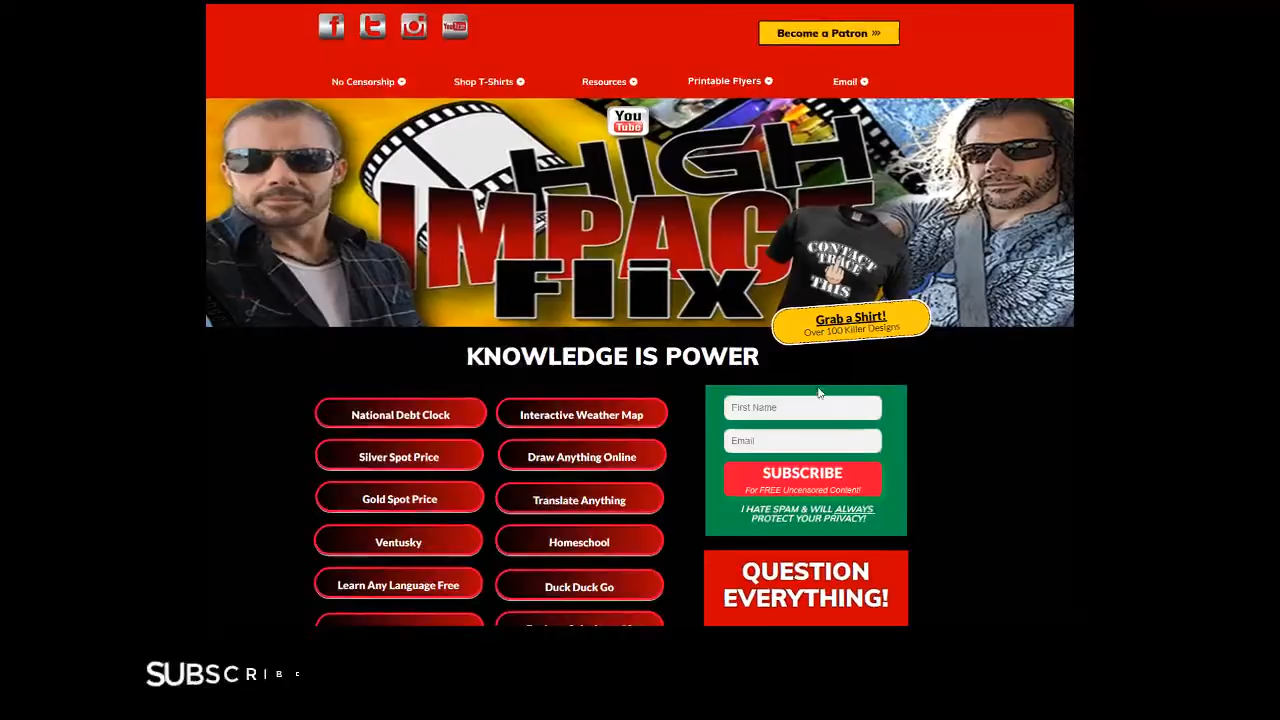 f t YouTube
Become a Patron »
No Censorship Shop T-Shirts Resources Printable Flyers Email
You
Tube
HIGH
IMPACT
Flix
CONTACT
TRACE
THIS
Grab a Shirt!
Over 100 Killer Designs
KNOWLEDGE IS POWER
National Debt Clock
Interactive Weather Map
Silver Spot Price
Draw Anything Online
Gold Spot Price
Translate Anything
Ventusky
Homeschool
Learn Any Language Free
Duck Duck Go
First Name
Email
SUBSCRIBE
For FREE Uncensored Content!
I HATE SPAM & WILL ALWAYS
PROTECT YOUR PRIVACY!
QUESTION
EVERYTHING!
SUBSCRIBE